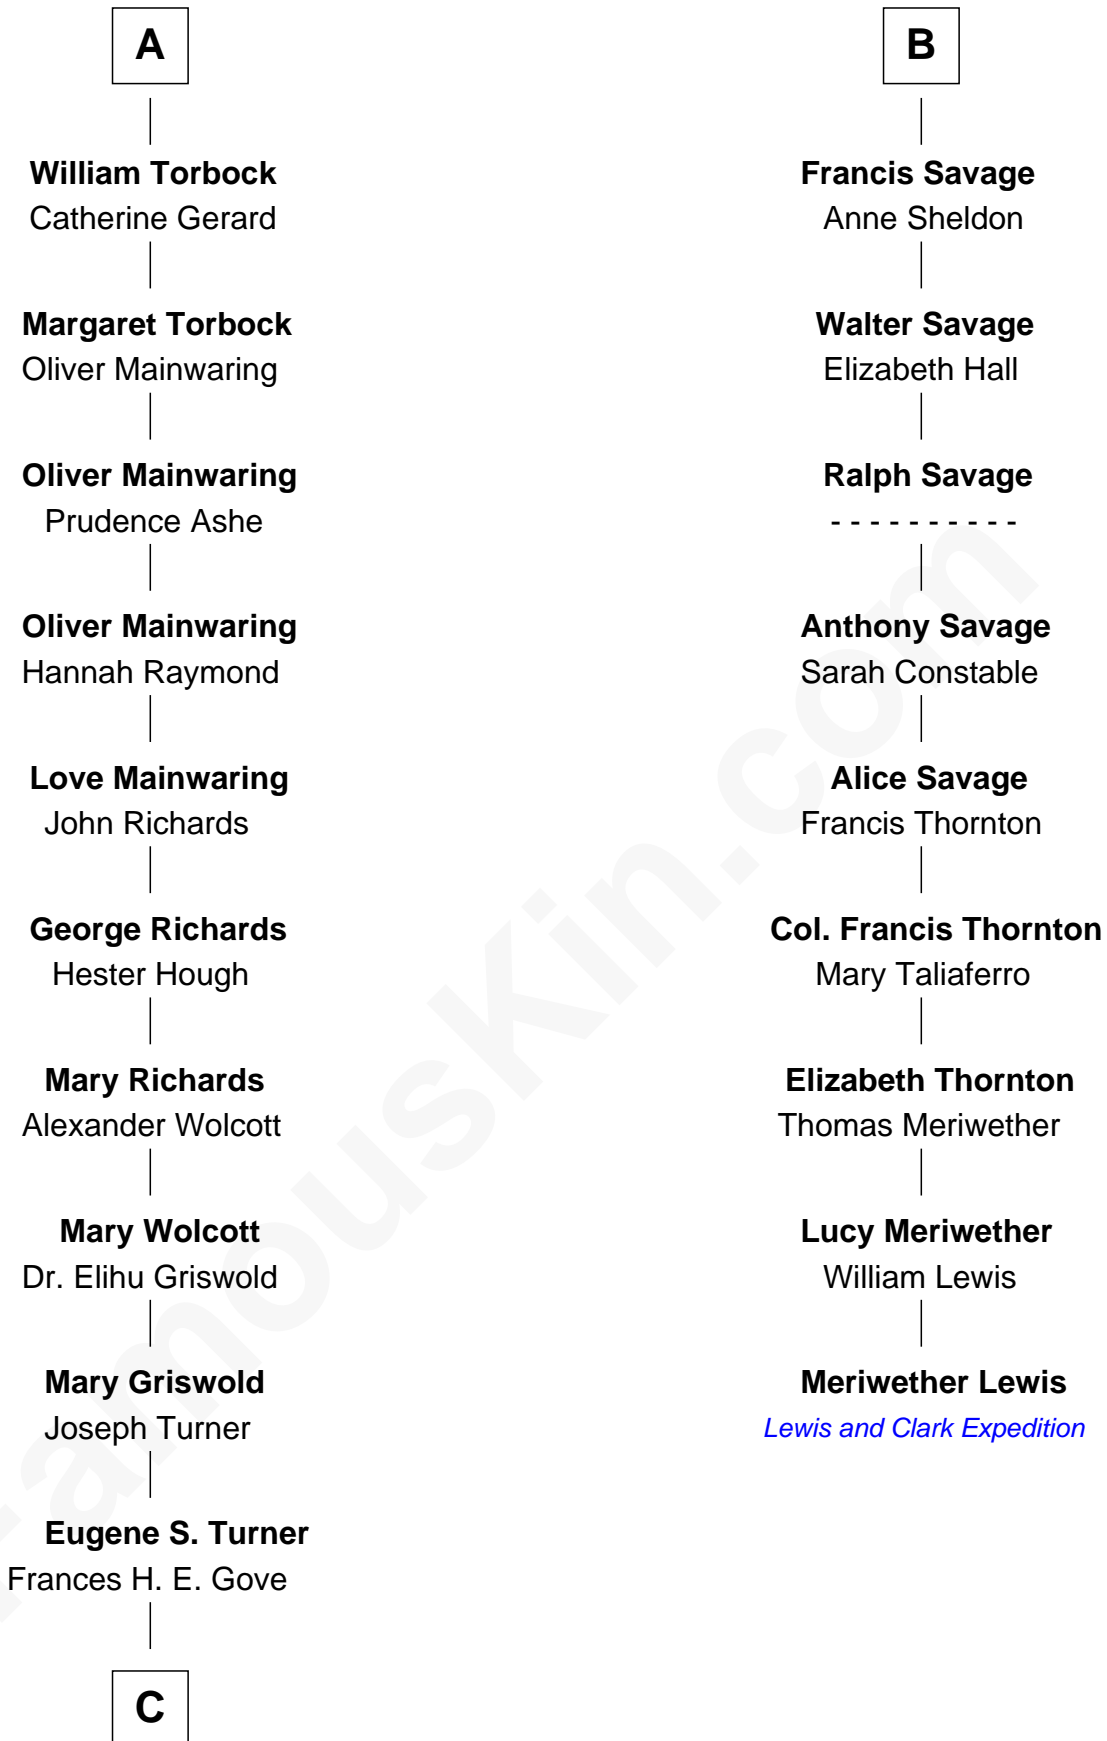 A
William Torbock
Catherine Gerard
Margaret Torbock
Oliver Mainwaring
Oliver Mainwaring
Prudence Ashe
Oliver Mainwaring
Hannah Raymond
Love Mainwaring
John Richards
George Richards
Hester Hough
Mary Richards
Alexander Wolcott
Mary Wolcott
Dr. Elihu Griswold
Mary Griswold
Joseph Turner
Eugene S. Turner
Frances H. E. Gove
C
B
Francis Savage
Anne Sheldon
Walter Savage
Elizabeth Hall
Ralph Savage
- - - - - - - - - -
Anthony Savage
Sarah Constable
Alice Savage
Francis Thornton
Col. Francis Thornton
Mary Taliaferro
Elizabeth Thornton
Thomas Meriwether
Lucy Meriwether
William Lewis
Meriwether Lewis
Lewis and Clark Expedition
FamousKin.com